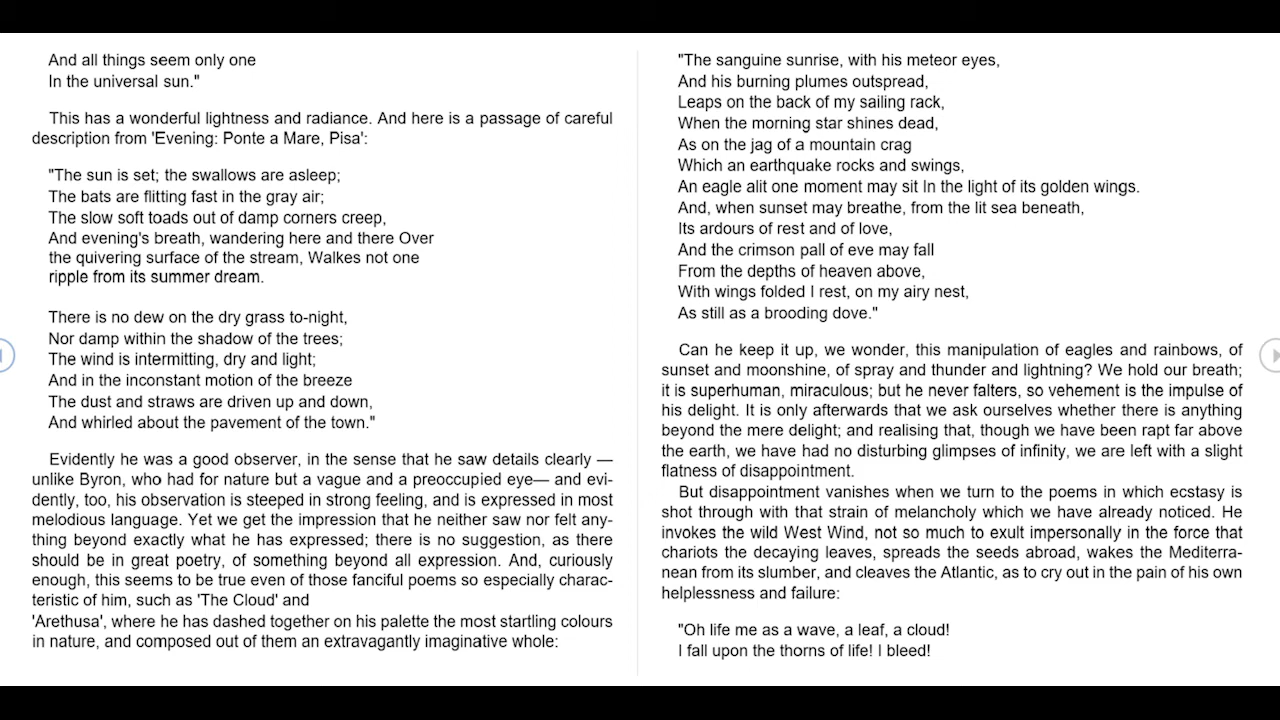 And all things seem only one
In the universal sun."
This has a wonderful lightness and radiance. And here is a passage of careful
description from 'Evening: Ponte a Mare, Pisa':
"The sun is set; the swallows are asleep;
The bats are flitting fast in the gray air;
The slow soft toads out of damp corners creep,
And evening's breath, wandering here and there Over
the quivering surface of the stream, Walkes not one
ripple from its summer dream.
There is no dew on the dry grass to-night,
Nor damp within the shadow of the trees;
The wind is intermitting, dry and light;
And in the inconstant motion of the breeze
The dust and straws are driven up and down,
And whirled about the pavement of the town."
Evidently he was a good observer, in the sense that he saw details clearly —
unlike Byron, who had for nature but a vague and a preoccupied eye— and evi-
dently, too, his observation is steeped in strong feeling, and is expressed in most
melodious language. Yet we get the impression that he neither saw nor felt any-
thing beyond exactly what he has expressed; there is no suggestion, as there
should be in great poetry, of something beyond all expression. And, curiously
enough, this seems to be true even of those fanciful poems so especially charac-
teristic of him, such as 'The Cloud' and
'Arethusa', where he has dashed together on his palette the most startling colours
in nature, and composed out of them an extravagantly imaginative whole:
"The sanguine sunrise, with his meteor eyes,
And his burning plumes outspread,
Leaps on the back of my sailing rack,
When the morning star shines dead,
As on the jag of a mountain crag
Which an earthquake rocks and swings,
An eagle alit one moment may sit In the light of its golden wings.
And, when sunset may breathe, from the lit sea beneath,
Its ardours of rest and of love,
And the crimson pall of eve may fall
From the depths of heaven above,
With wings folded I rest, on my airy nest,
As still as a brooding dove."
Can he keep it up, we wonder, this manipulation of eagles and rainbows, of
sunset and moonshine, of spray and thunder and lightning? We hold our breath;
it is superhuman, miraculous; but he never falters, so vehement is the impulse of
his delight. It is only afterwards that we ask ourselves whether there is anything
beyond the mere delight; and realising that, though we have been rapt far above
the earth, we have had no disturbing glimpses of infinity, we are left with a slight
flatness of disappointment.
But disappointment vanishes when we turn to the poems in which ecstasy is
shot through with that strain of melancholy which we have already noticed. He
invokes the wild West Wind, not so much to exult impersonally in the force that
chariots the decaying leaves, spreads the seeds abroad, wakes the Mediterra-
nean from its slumber, and cleaves the Atlantic, as to cry out in the pain of his own
helplessness and failure:
"Oh life me as a wave, a leaf, a cloud!
I fall upon the thorns of life! I bleed!